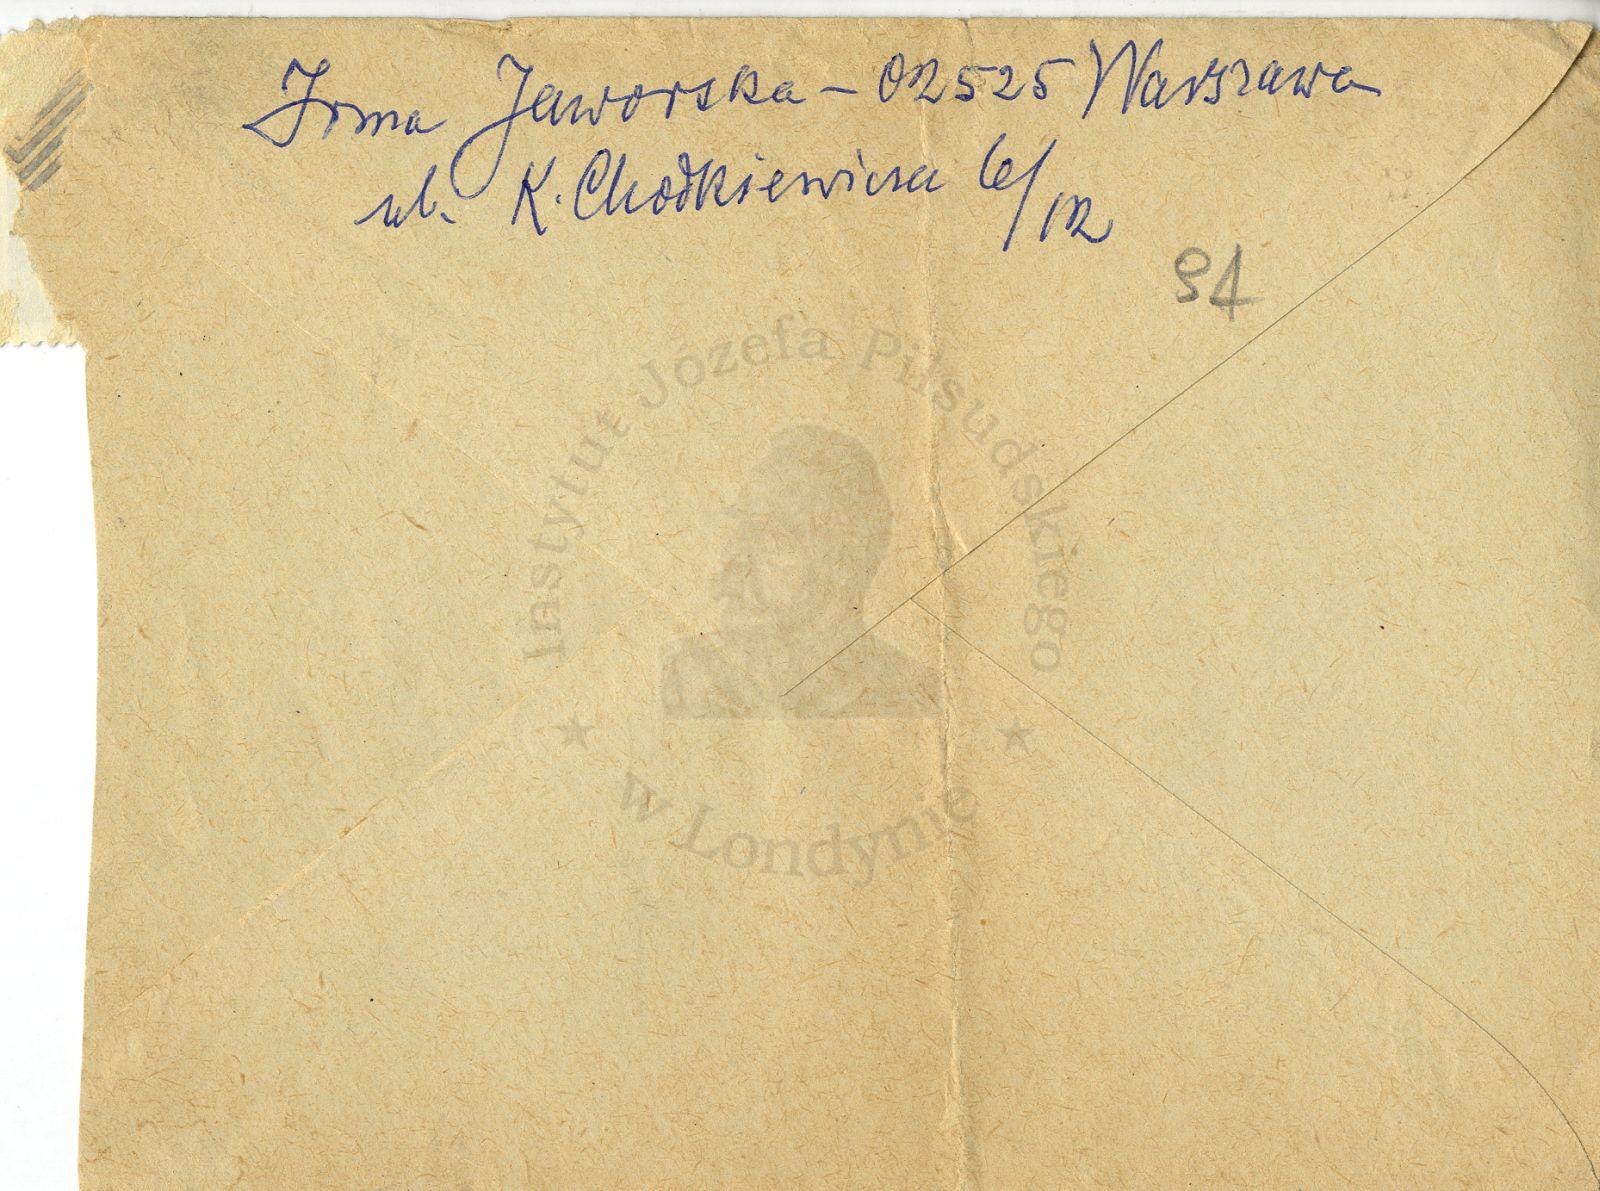 Irma Jaworska – 02525 Warszawa
ul. K. Chodkiewicza 6/12
94
Instytut Józefa Piłsudskiego
w Londynie